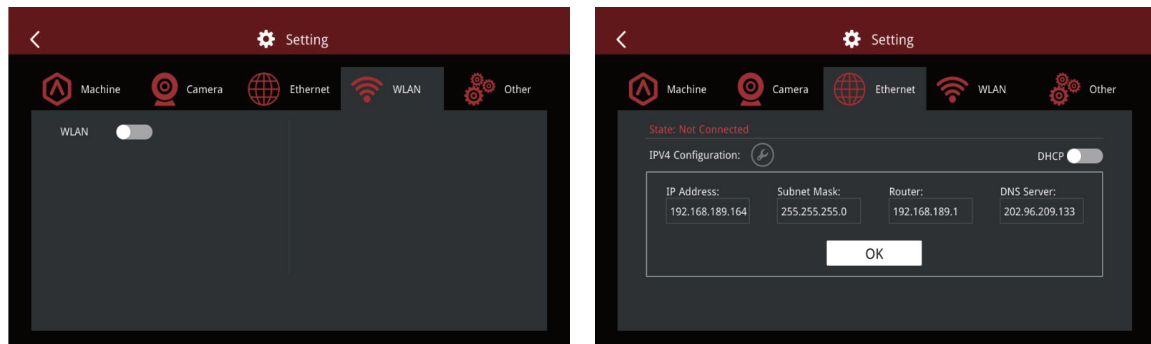 Setting
Machine Camera Ethernet WLAN Other
WLAN
Setting
Machine Camera Ethernet WLAN Other
State: Not Connected
IPV4 Configuration: DHCP
IP Address: Subnet Mask: Router: DNS Server:
192.168.189.164 255.255.255.0 192.168.189.1 202.96.209.133
OK